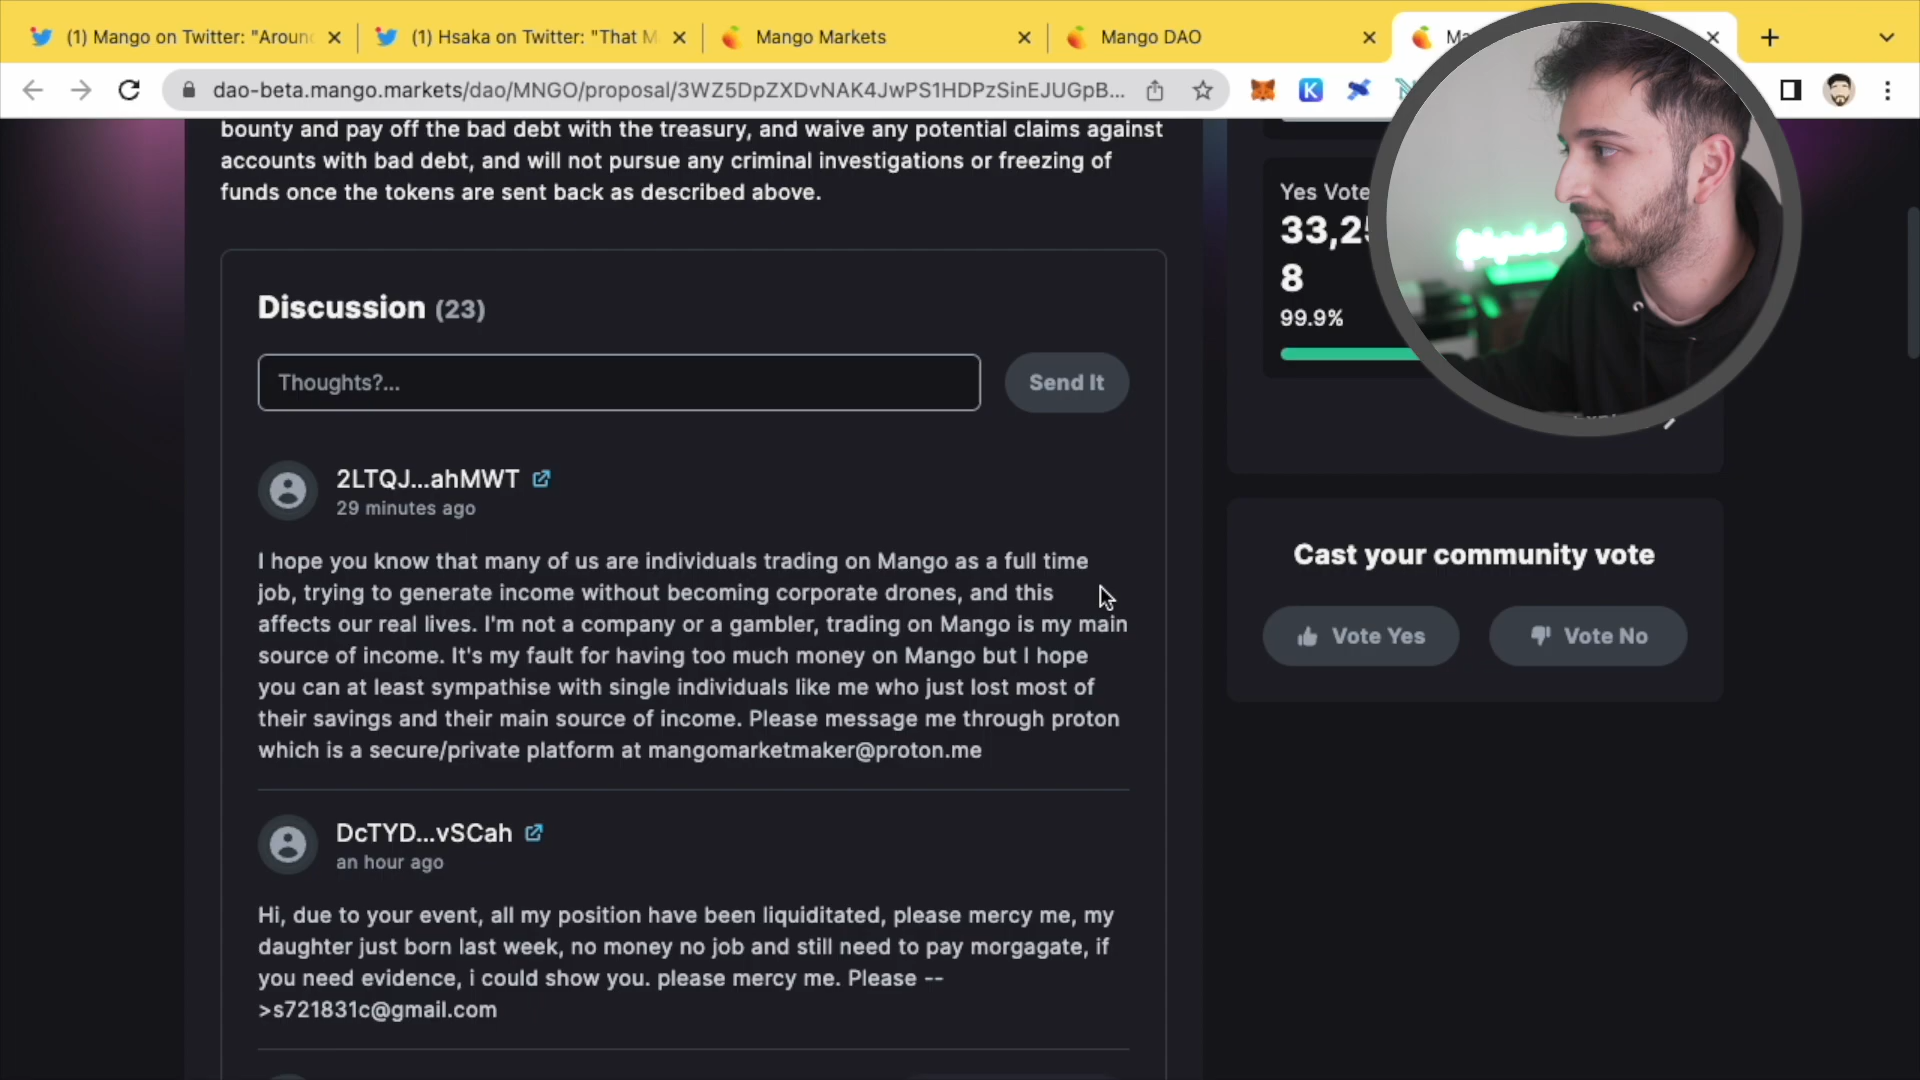 (1) Mango on Twitter: "Aroun
(1) Hsaka on Twitter: "That M
Mango Markets
Mango DAO
Ma
dao-beta.mango.markets/dao/MNGO/proposal/3WZ5DpZXDvNAK4JwPS1HDPzSinEJUGpB...
bounty and pay off the bad debt with the treasury, and waive any potential claims against
accounts with bad debt, and will not pursue any criminal investigations or freezing of
funds once the tokens are sent back as described above.
Yes Vote
33,25
8
99.9%
Discussion (23)
Thoughts?...
Send It
2LTQJ...ahMWT
29 minutes ago
I hope you know that many of us are individuals trading on Mango as a full time
job, trying to generate income without becoming corporate drones, and this
affects our real lives. I'm not a company or a gambler, trading on Mango is my main
source of income. It's my fault for having too much money on Mango but I hope
you can at least sympathise with single individuals like me who just lost most of
their savings and their main source of income. Please message me through proton
which is a secure/private platform at mangomarketmaker@proton.me
Cast your community vote
Vote Yes
Vote No
DcTYD...vSCah
an hour ago
Hi, due to your event, all my position have been liquiditated, please mercy me, my
daughter just born last week, no money no job and still need to pay morgagate, if
you need evidence, i could show you. please mercy me. Please --
>s721831c@gmail.com